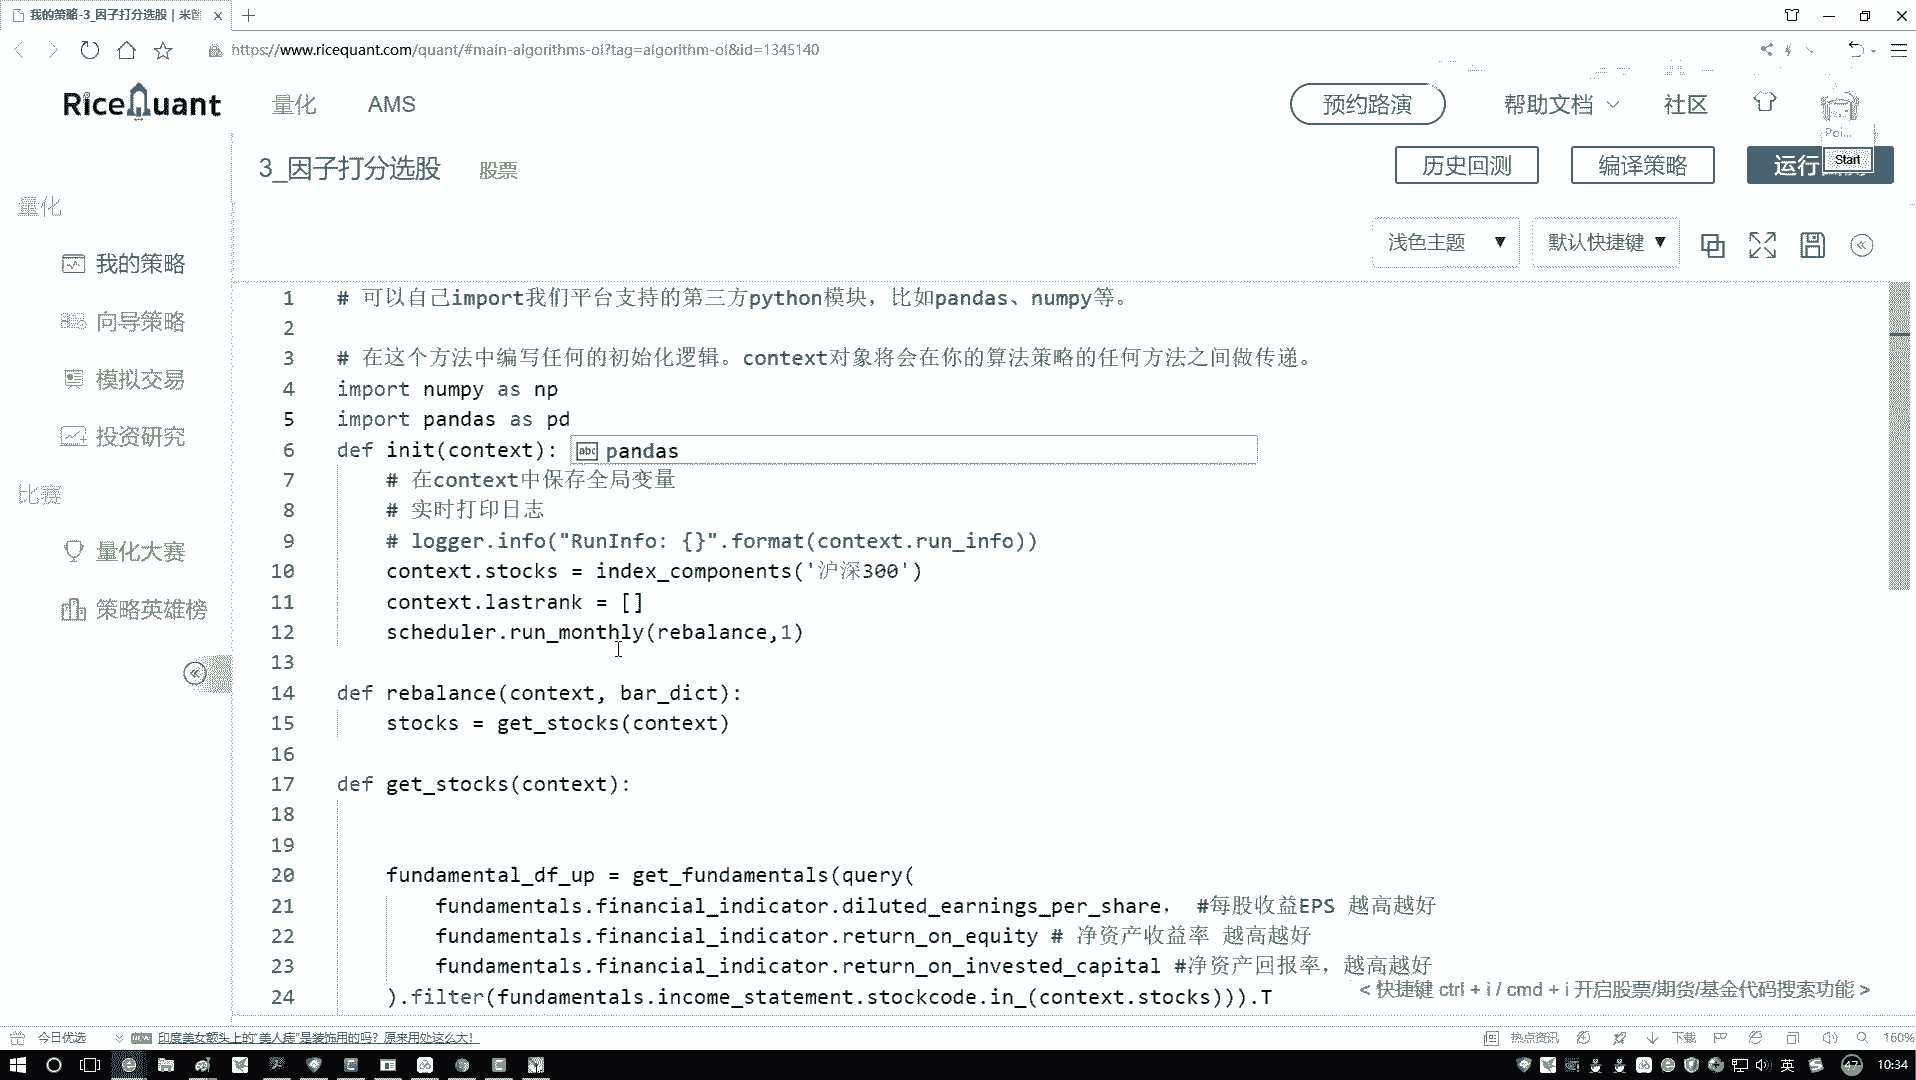 我的策略-3_因子打分选股 | 米
https://www.ricequant.com/quant/#main-algorithms-ol?tag=algorithm-ol&id=1345140
RiceQuant 量化 AMS 预约路演 帮助文档 社区
Poi...
3_因子打分选股 股票 历史回测 编译策略 运行 Start
量化
浅色主题 默认快捷键
我的策略
向导策略
模拟交易
投资研究
比赛
量化大赛
策略英雄榜
1 # 可以自己import我们平台支持的第三方python模块，比如pandas、numpy等。
2
3 # 在这个方法中编写任何的初始化逻辑。context对象将会在你的算法策略的任何方法之间做传递。
4 import numpy as np
5 import pandas as pd
6 def init(context): abc pandas
7 # 在context中保存全局变量
8 # 实时打印日志
9 # logger.info("RunInfo: {}".format(context.run_info))
10 context.stocks = index_components('沪深300')
11 context.lastrank = []
12 scheduler.run_monthly(rebalance,1)
13
14 def rebalance(context, bar_dict):
15 stocks = get_stocks(context)
16
17 def get_stocks(context):
18
19
20 fundamental_df_up = get_fundamentals(query(
21 fundamentals.financial_indicator.diluted_earnings_per_share, #每股收益EPS 越高越好
22 fundamentals.financial_indicator.return_on_equity # 净资产收益率 越高越好
23 fundamentals.financial_indicator.return_on_invested_capital #净资产回报率，越高越好
24 ).filter(fundamentals.income_statement.stockcode.in_(context.stocks))).T
< 快捷键 ctrl + i / cmd + i 开启股票/期货/基金代码搜索功能 >
今日优选 NEW 印度美女额头上的“美人痣”是装饰用的吗？原来用处这么大！ 热点资讯 下载 160%
英 47 10:34